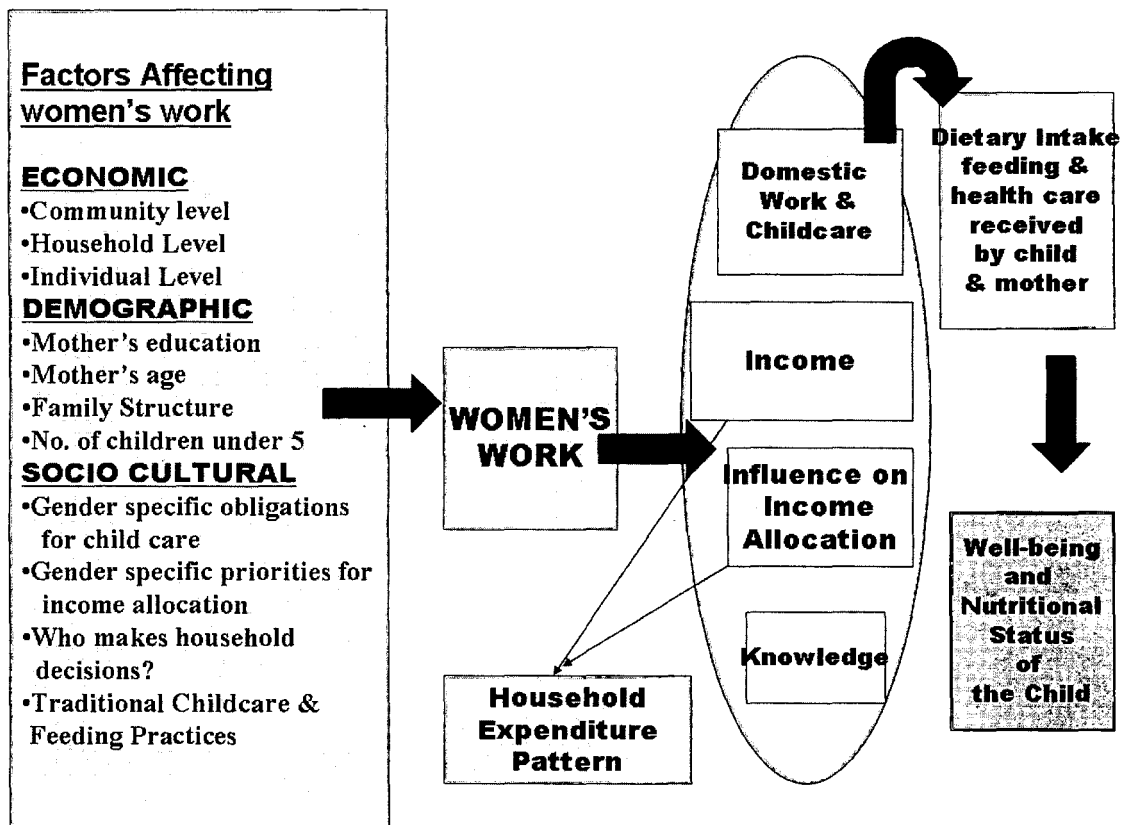 Factors Affecting
women's work
ECONOMIC
•Community level
•Household Level
•Individual Level
DEMOGRAPHIC
•Mother's education
•Mother's age
•Family Structure
•No. of children under 5
SOCIO CULTURAL
•Gender specific obligations
for child care
•Gender specific priorities for
income allocation
•Who makes household
decisions?
•Traditional Childcare &
Feeding Practices
WOMEN'S
WORK
Domestic
Work &
Childcare
Income
Influence on
Income
Allocation
Knowledge
Household
Expenditure
Pattern
Dietary Intake
feeding &
health care
received
by child
& mother
Well-being
and
Nutritional
Status
of
the Child